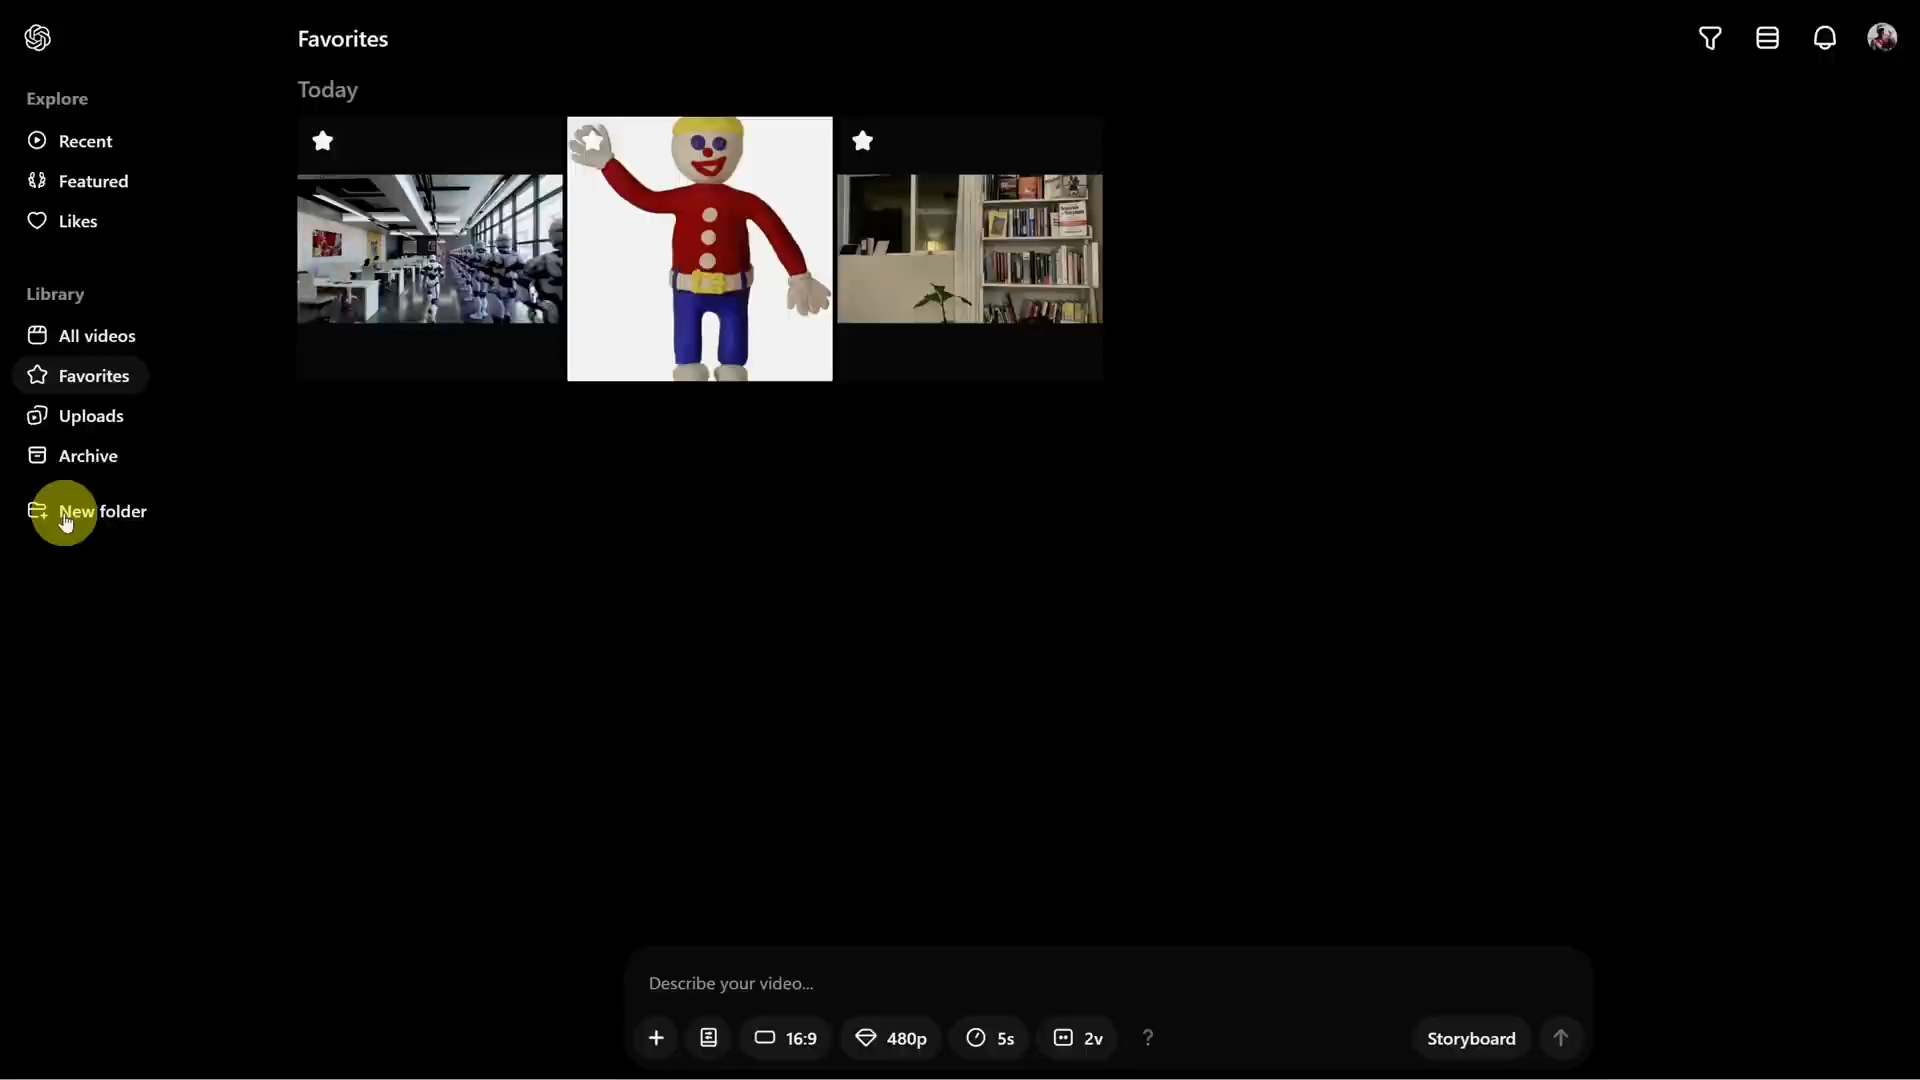 Favorites
Today
Explore
Recent
Featured
Likes
Library
All videos
Favorites
Uploads
Archive
New folder
Describe your video...
16:9
480p
5s
2v
?
Storyboard